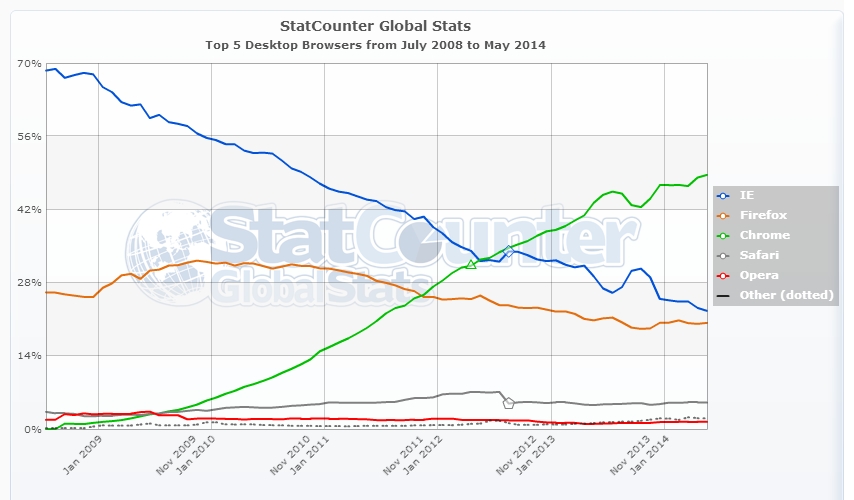 StatCounter Global Stats
Top 5 Desktop Browsers from July 2008 to May 2014
70%
56%
42%
28%
14%
0%
StatCounter
Global Stats
IE
Firefox
Chrome
Safari
Opera
Other (dotted)
Jan 2009
Nov 2009
Jan 2010
Nov 2010
Jan 2011
Nov 2011
Jan 2012
Nov 2012
Jan 2013
Nov 2013
Jan 2014